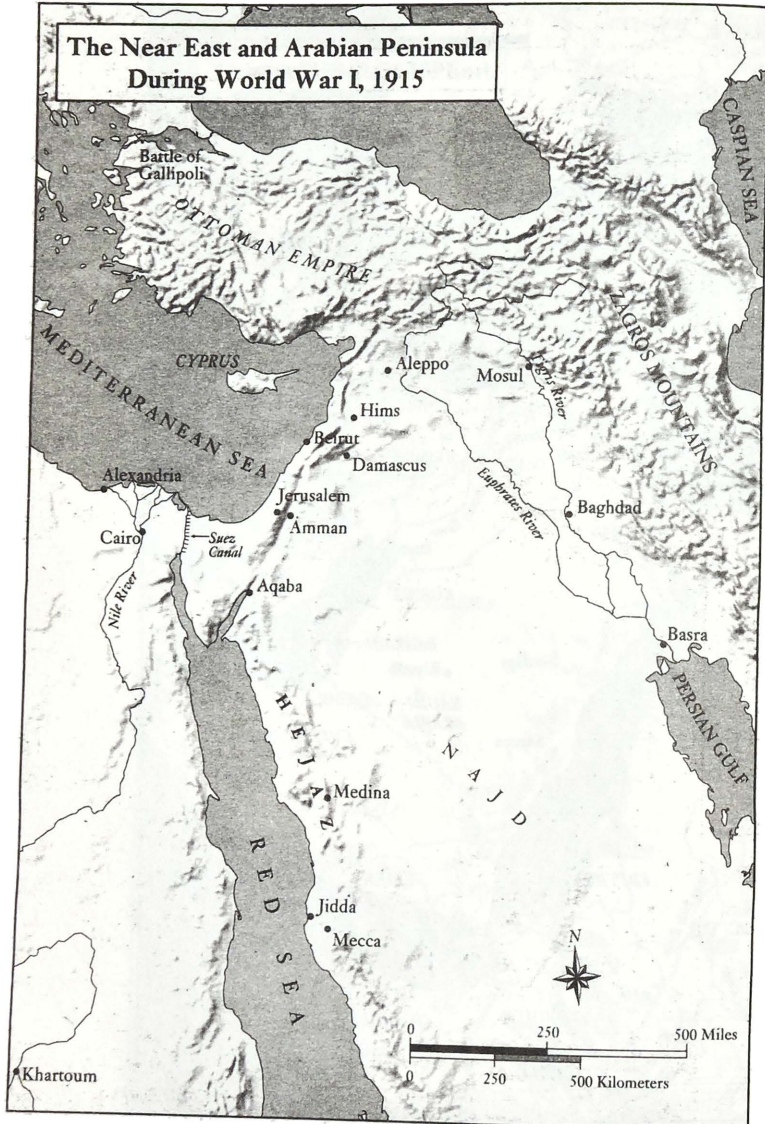 The Near East and Arabian Peninsula
During World War I, 1915
CASPIAN SEA
Battle of
Gallipoli
OTTOMAN EMPIRE
ZAGROS MOUNTAINS
MEDITERRANEAN SEA
CYPRUS
Aleppo
Mosul
Tigris River
Hims
Beirut
Damascus
Euphrates River
Alexandria
Jerusalem
Amman
Baghdad
Cairo
Suez
Canal
Nile River
Aqaba
Basra
PERSIAN GULF
HEJAZ
NAJD
Medina
RED SEA
Jidda
Mecca
N
0 250 500 Miles
0 250 500 Kilometers
Khartoum